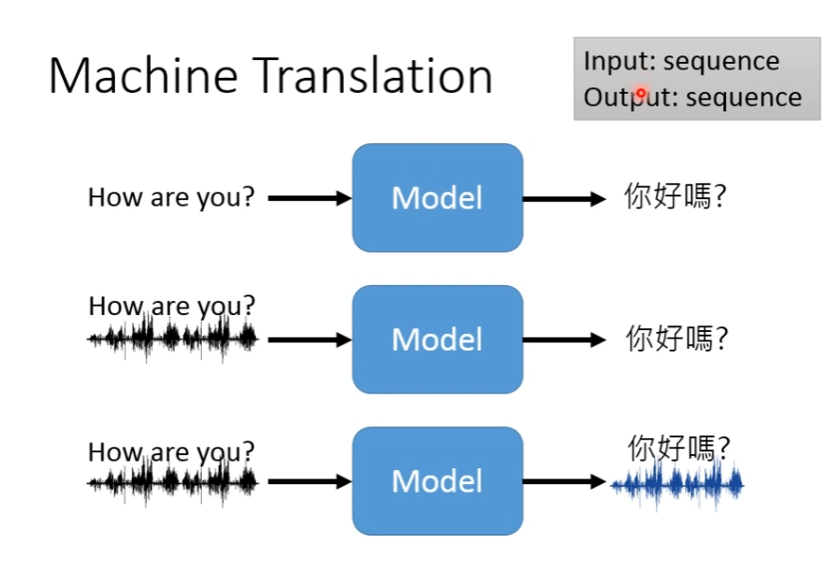 Machine Translation
Input: sequence
Output: sequence
How are you?
Model
你好嗎?
How are you?
Model
你好嗎?
How are you?
Model
你好嗎?